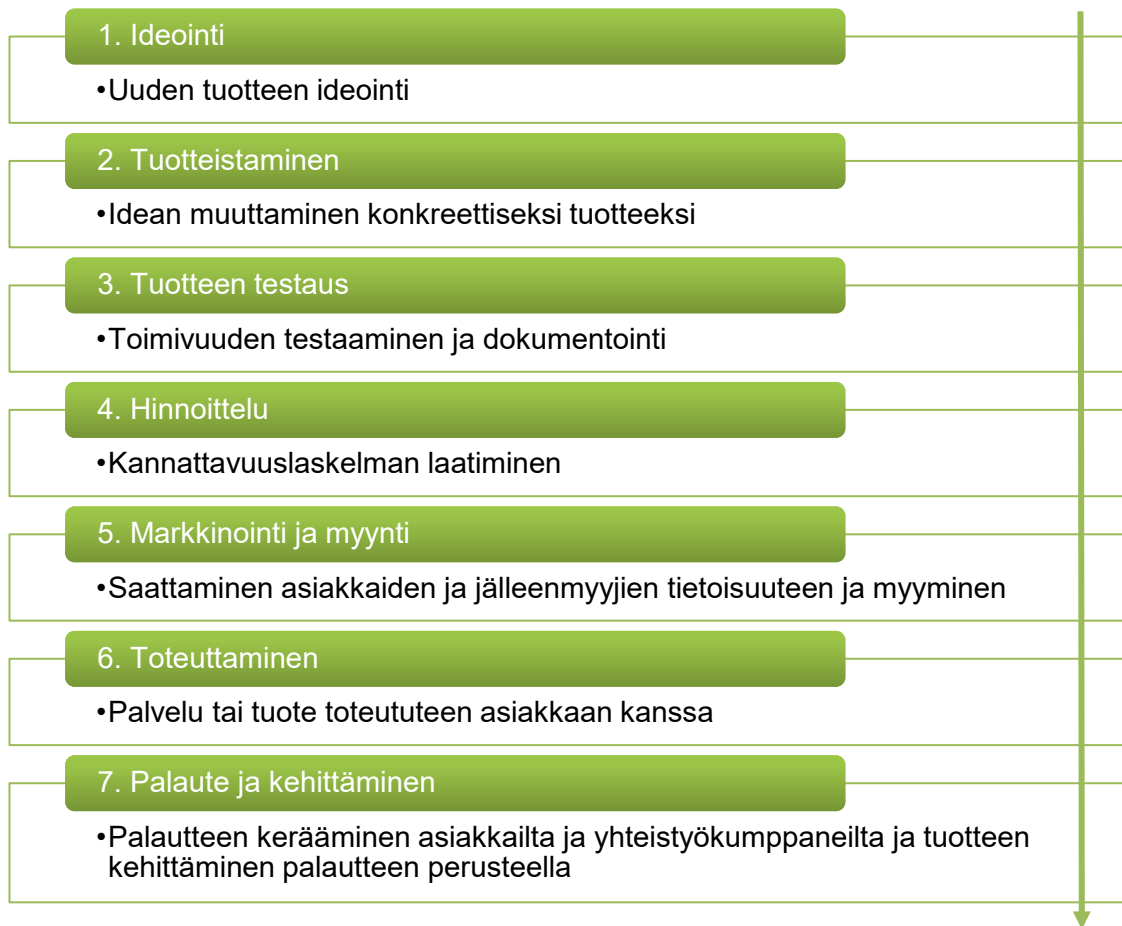 1. Ideointi
•Uuden tuotteen ideointi
2. Tuotteistaminen
•Idean muuttaminen konkreettiseksi tuotteeksi
3. Tuotteen testaus
•Toimivuuden testaaminen ja dokumentointi
4. Hinnoittelu
•Kannattavuuslaskelman laatiminen
5. Markkinointi ja myynti
•Saattaminen asiakkaiden ja jälleenmyyjien tietoisuuteen ja myyminen
6. Toteuttaminen
•Palvelu tai tuote toteututeen asiakkaan kanssa
7. Palaute ja kehittäminen
•Palautteen kerääminen asiakkailta ja yhteistyökumppaneilta ja tuotteen
kehittäminen palautteen perusteella